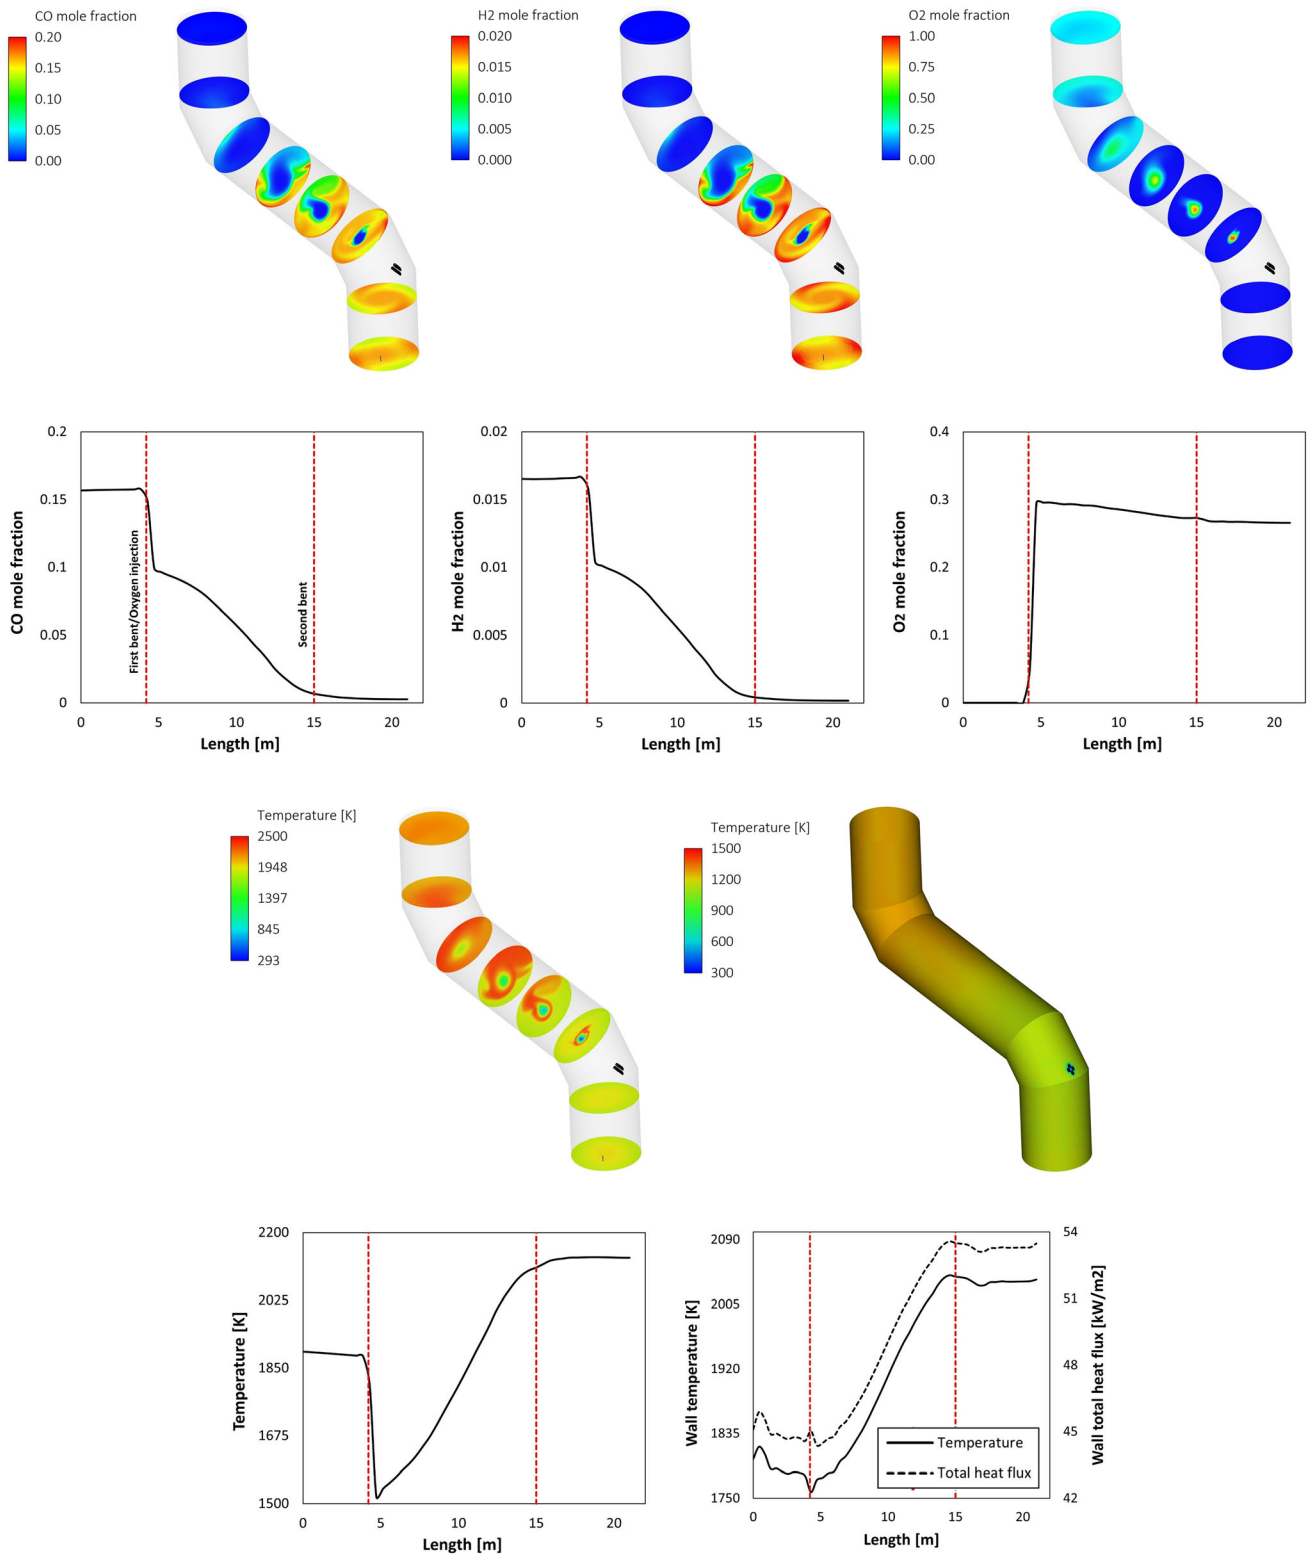 CO mole fraction
0.20
0.15
0.10
0.05
0.00
H2 mole fraction
0.020
0.015
0.010
0.005
0.000
O2 mole fraction
1.00
0.75
0.50
0.25
0.00
0.2
0.15
0.1
0.05
0
CO mole fraction
First bent/Oxygen injection
Second bent
0 5 10 15 20
Length [m]
0.02
0.015
0.01
0.005
0
H2 mole fraction
0 5 10 15 20
Length [m]
0.4
0.3
0.2
0.1
0
O2 mole fraction
0 5 10 15 20
Length [m]
Temperature [K]
2500
1948
1397
845
293
Temperature [K]
1500
1200
900
600
300
2200
2025
1850
1675
1500
Temperature [K]
0 5 10 15 20
Length [m]
2090
2005
1920
1835
1750
Wall temperature [K]
54
51
48
45
42
Wall total heat flux [kW/m2]
Temperature
Total heat flux
0 5 10 15 20
Length [m]